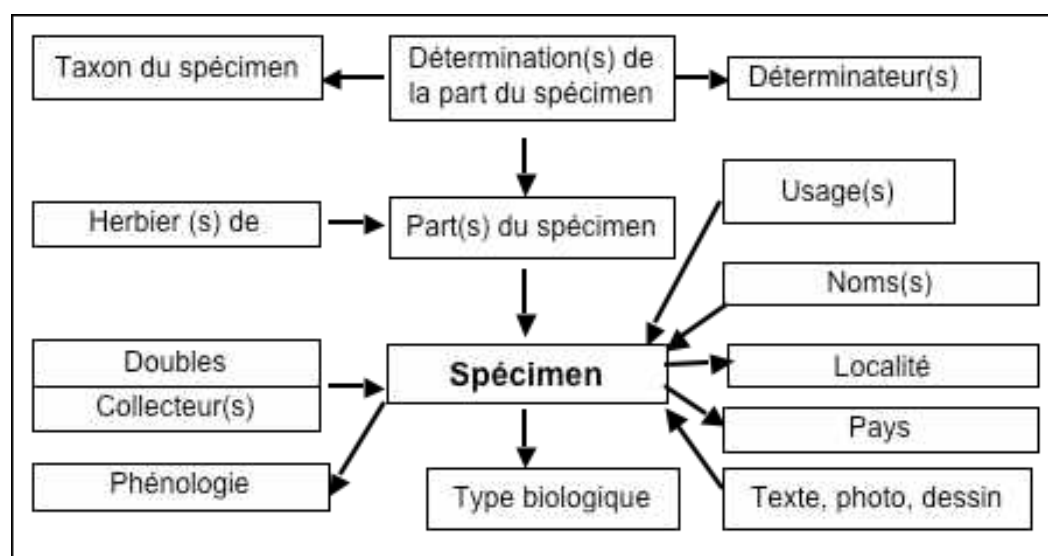 Taxon du spécimen
Détermination(s) de
la part du spécimen
Déterminateur(s)
Usage(s)
Herbier (s) de
Part(s) du spécimen
Noms(s)
Doubles
Spécimen
Localité
Collecteur(s)
Pays
Phénologie
Type biologique
Texte, photo, dessin